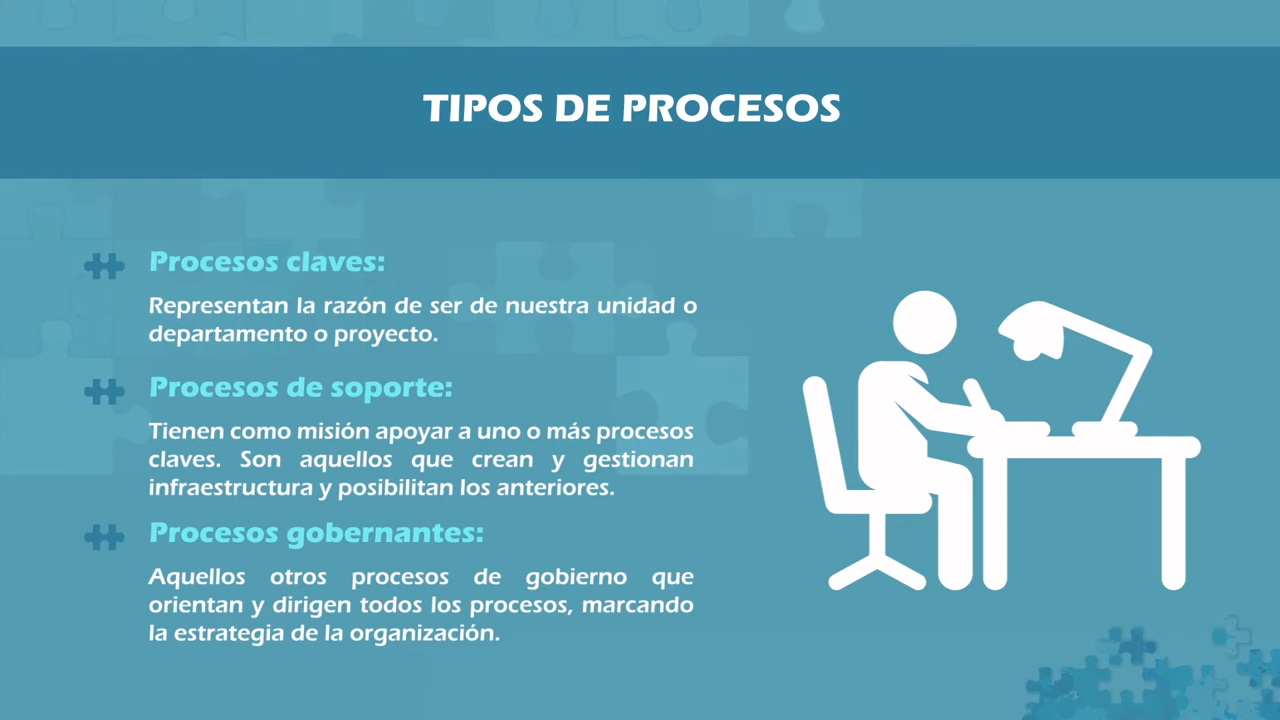 TIPOS DE PROCESOS
Procesos claves:
Representan la razón de ser de nuestra unidad o
departamento o proyecto.
Procesos de soporte:
Tienen como misión apoyar a uno o más procesos
claves. Son aquellos que crean y gestionan
infraestructura y posibilitan los anteriores.
Procesos gobernantes:
Aquellos otros procesos de gobierno que
orientan y dirigen todos los procesos, marcando
la estrategia de la organización.